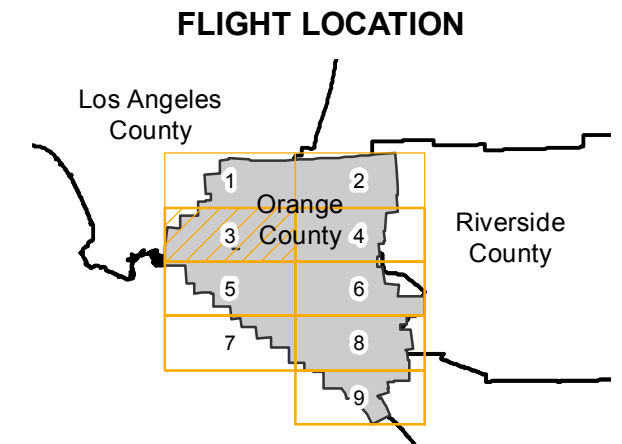 FLIGHT LOCATION
Los Angeles
County
1
2
Orange
County
3
4
Riverside
County
5
6
7
8
9